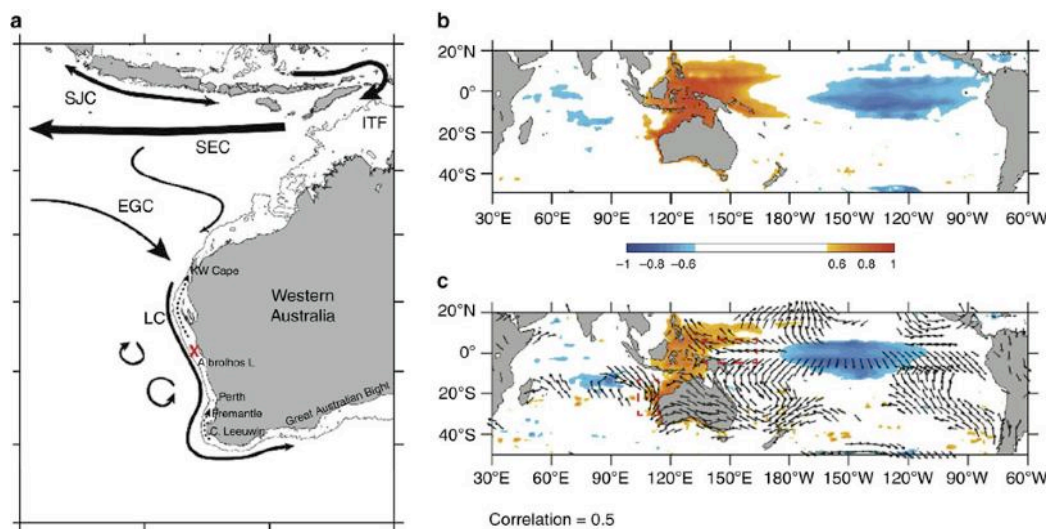 a
SJC
ITF
SEC
EGC
KW Cape
LC
Western
Australia
X
Albrolhos I.
Perth
Fremantle
C. Leeuwin
Great Australian Bight
b
20°N
0°
20°S
40°S
30°E 60°E 90°E 120°E 150°E 180°W 150°W 120°W 90°W 60°W
-1 -0.8 -0.6 0.6 0.8 1
c
20°N
0°
20°S
40°S
30°E 60°E 90°E 120°E 150°E 180°W 150°W 120°W 90°W 60°W
Correlation = 0.5